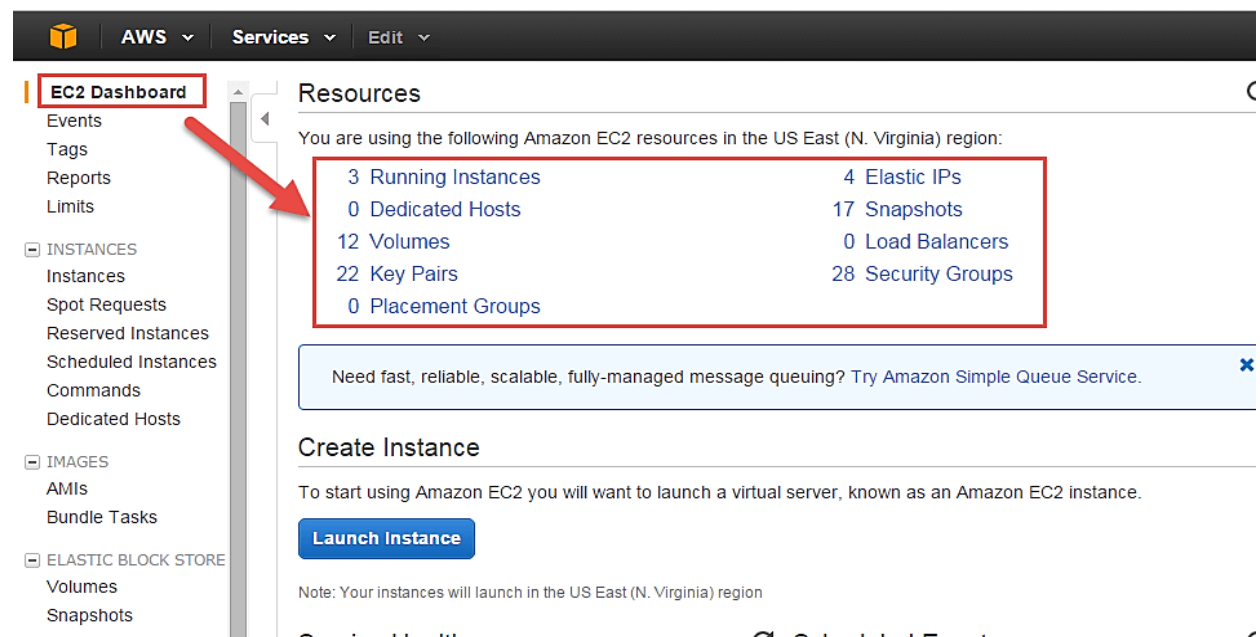 AWS Services Edit
EC2 Dashboard
Events
Tags
Reports
Limits
INSTANCES
Instances
Spot Requests
Reserved Instances
Scheduled Instances
Commands
Dedicated Hosts
IMAGES
AMIs
Bundle Tasks
ELASTIC BLOCK STORE
Volumes
Snapshots
Resources
You are using the following Amazon EC2 resources in the US East (N. Virginia) region:
3 Running Instances 4 Elastic IPs
0 Dedicated Hosts 17 Snapshots
12 Volumes 0 Load Balancers
22 Key Pairs 28 Security Groups
0 Placement Groups
Need fast, reliable, scalable, fully-managed message queuing? Try Amazon Simple Queue Service.
Create Instance
To start using Amazon EC2 you will want to launch a virtual server, known as an Amazon EC2 instance.
Launch Instance
Note: Your instances will launch in the US East (N. Virginia) region